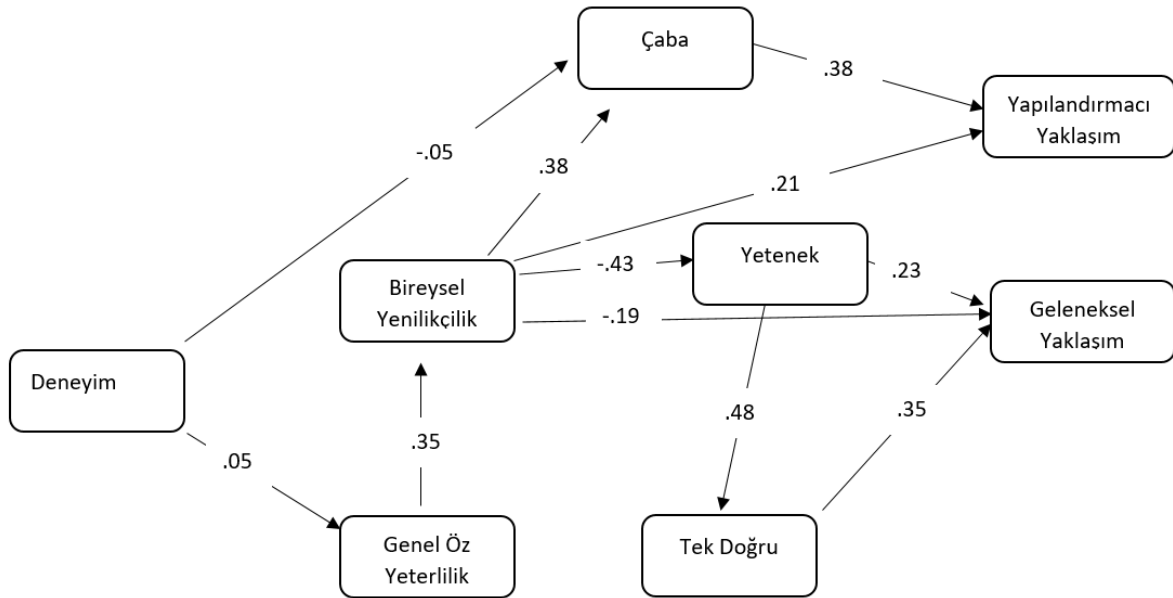 Çaba
.38
Yapılandırmacı
Yaklaşım
-.05
.38
.21
Yetenek
-.43
.23
Bireysel
Yenilikçilik
-.19
Geleneksel
Yaklaşım
Deneyim
.48
.35
.35
.05
Genel Öz
Yeterlilik
Tek Doğru